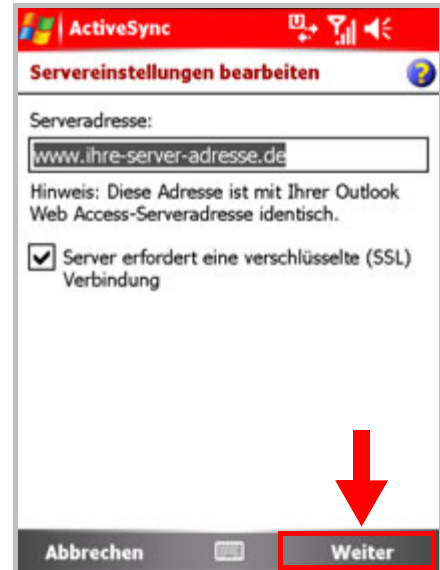 ActiveSync
Servereinstellungen bearbeiten
Serveradresse:
www.ihre-server-adresse.de
Hinweis: Diese Adresse ist mit Ihrer Outlook
Web Access-Serveradresse identisch.
Server erfordert eine verschlüsselte (SSL)
Verbindung
Abbrechen Weiter